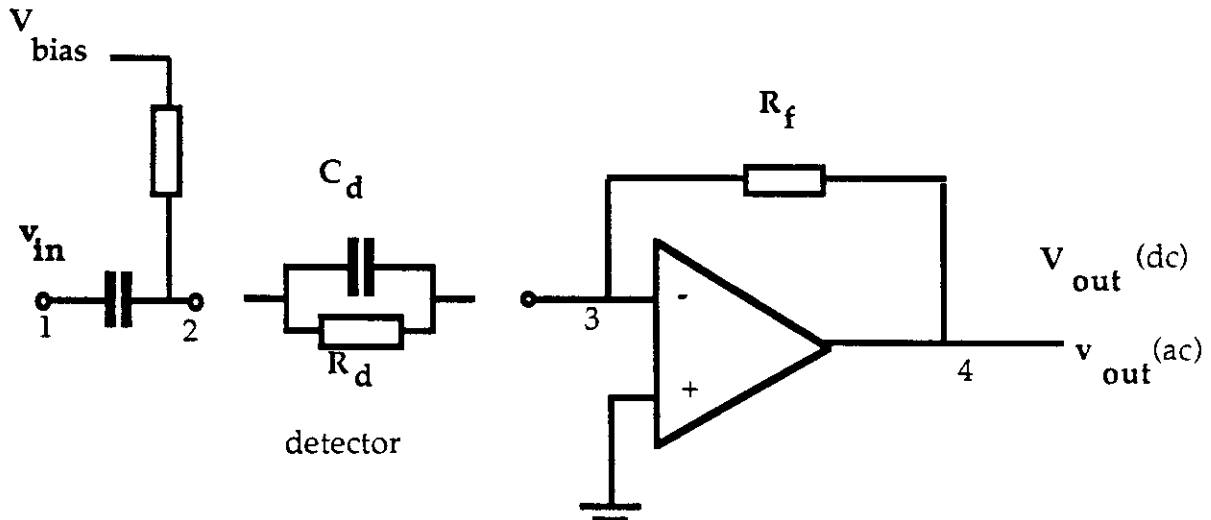 V bias
R f
C d
v in
V out (dc)
-
1
2
3
R d
4
v out (ac)
+
detector